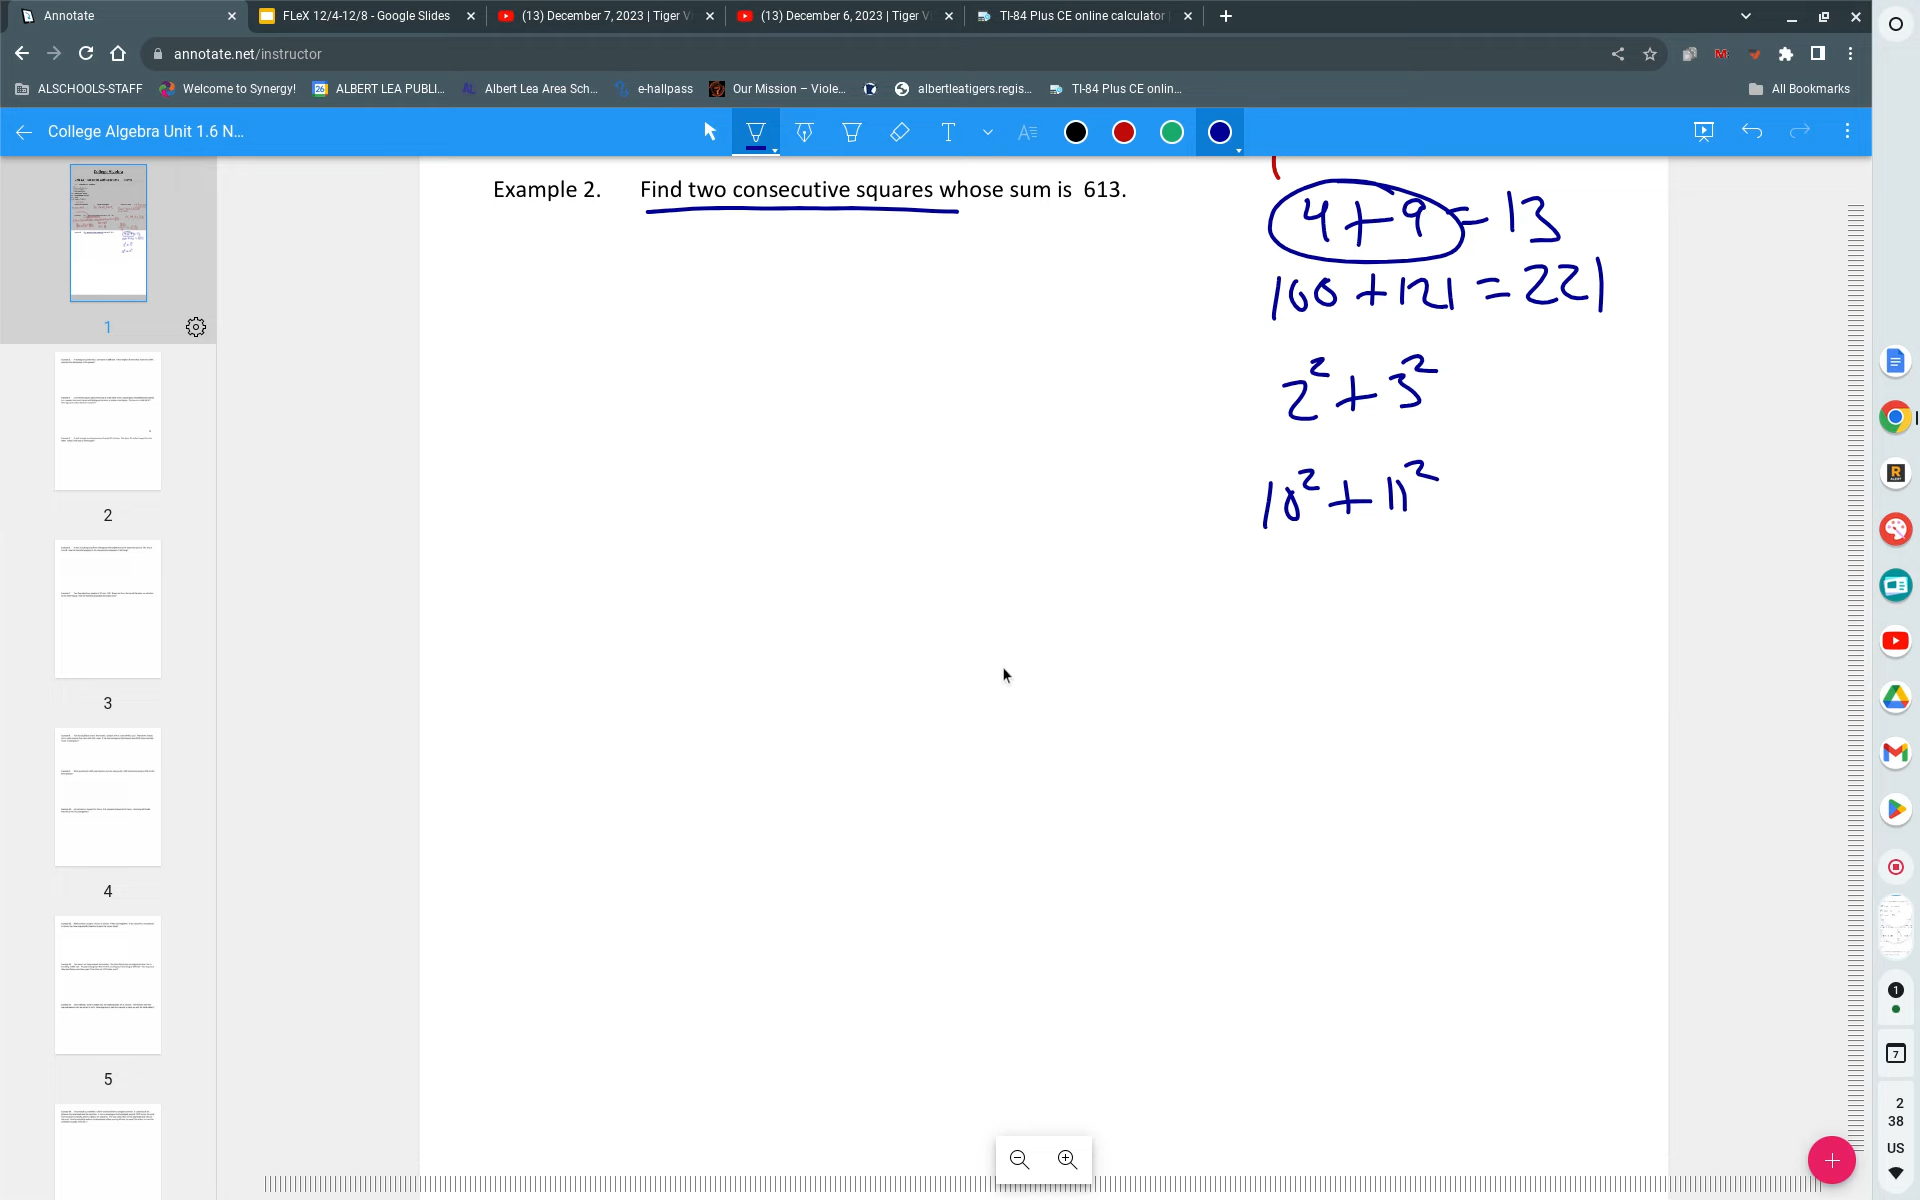 Annotate
FLeX 12/4-12/8 - Google Slides
(13) December 7, 2023 | Tiger V
(13) December 6, 2023 | Tiger V
TI-84 Plus CE online calculator
annotate.net/instructor
ALSCHOOLS-STAFF
Welcome to Synergy!
ALBERT LEA PUBLI...
Albert Lea Area Sch...
e-hallpass
Our Mission – Viole...
albertleatigers.regis...
TI-84 Plus CE onlin...
All Bookmarks
College Algebra Unit 1.6 N...
Example 2. Find two consecutive squares whose sum is 613.
4+9=13
100+121=221
2²+3²
10²+11²
1
2
3
4
5
1
7
2
38
US